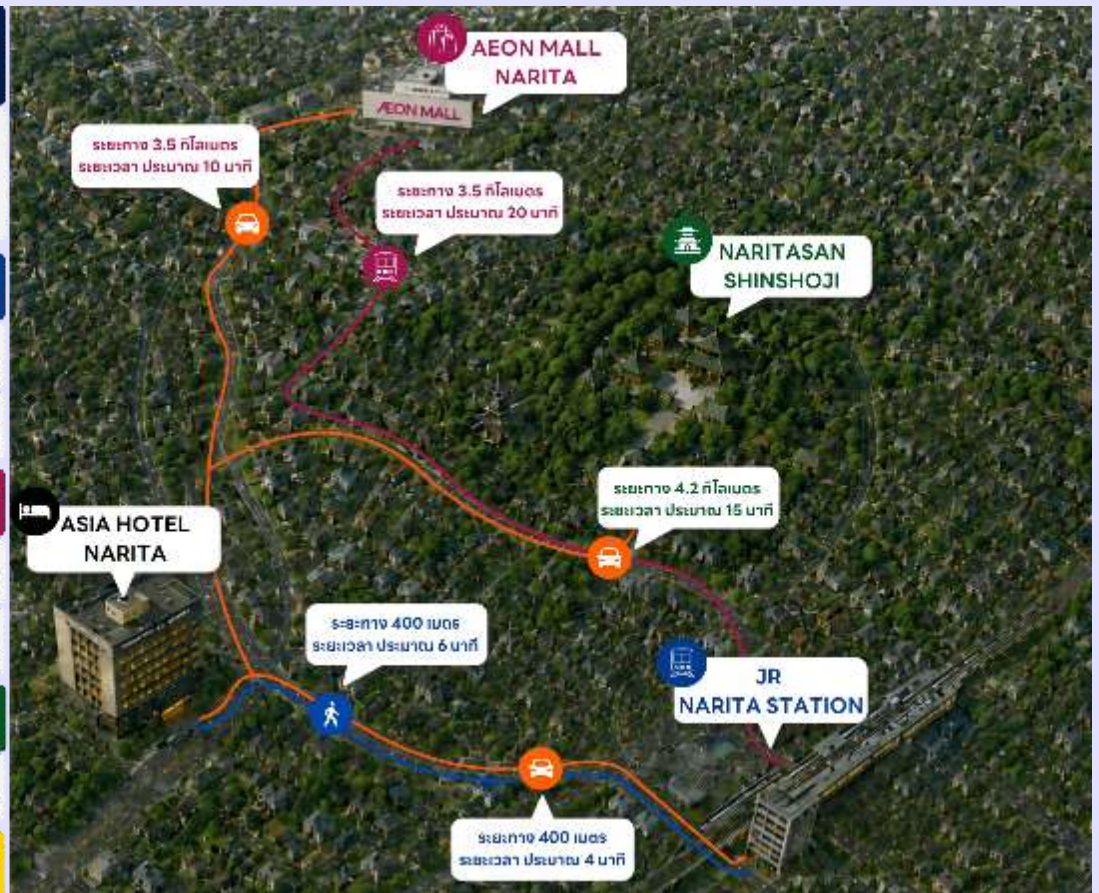 AEON MALL
NARITA
ÆON MALL
ระยะทาง 3.5 กิโลเมตร
ระยะเวลา ประมาณ 10 นาที
ระยะทาง 3.5 กิโลเมตร
ระยะเวลา ประมาณ 20 นาที
NARITASAN
SHINSHOJI
ระยะทาง 4.2 กิโลเมตร
ระยะเวลา ประมาณ 15 นาที
ASIA HOTEL
NARITA
ระยะทาง 400 เมตร
ระยะเวลา ประมาณ 6 นาที
JR
NARITA STATION
ระยะทาง 400 เมตร
ระยะเวลา ประมาณ 4 นาที